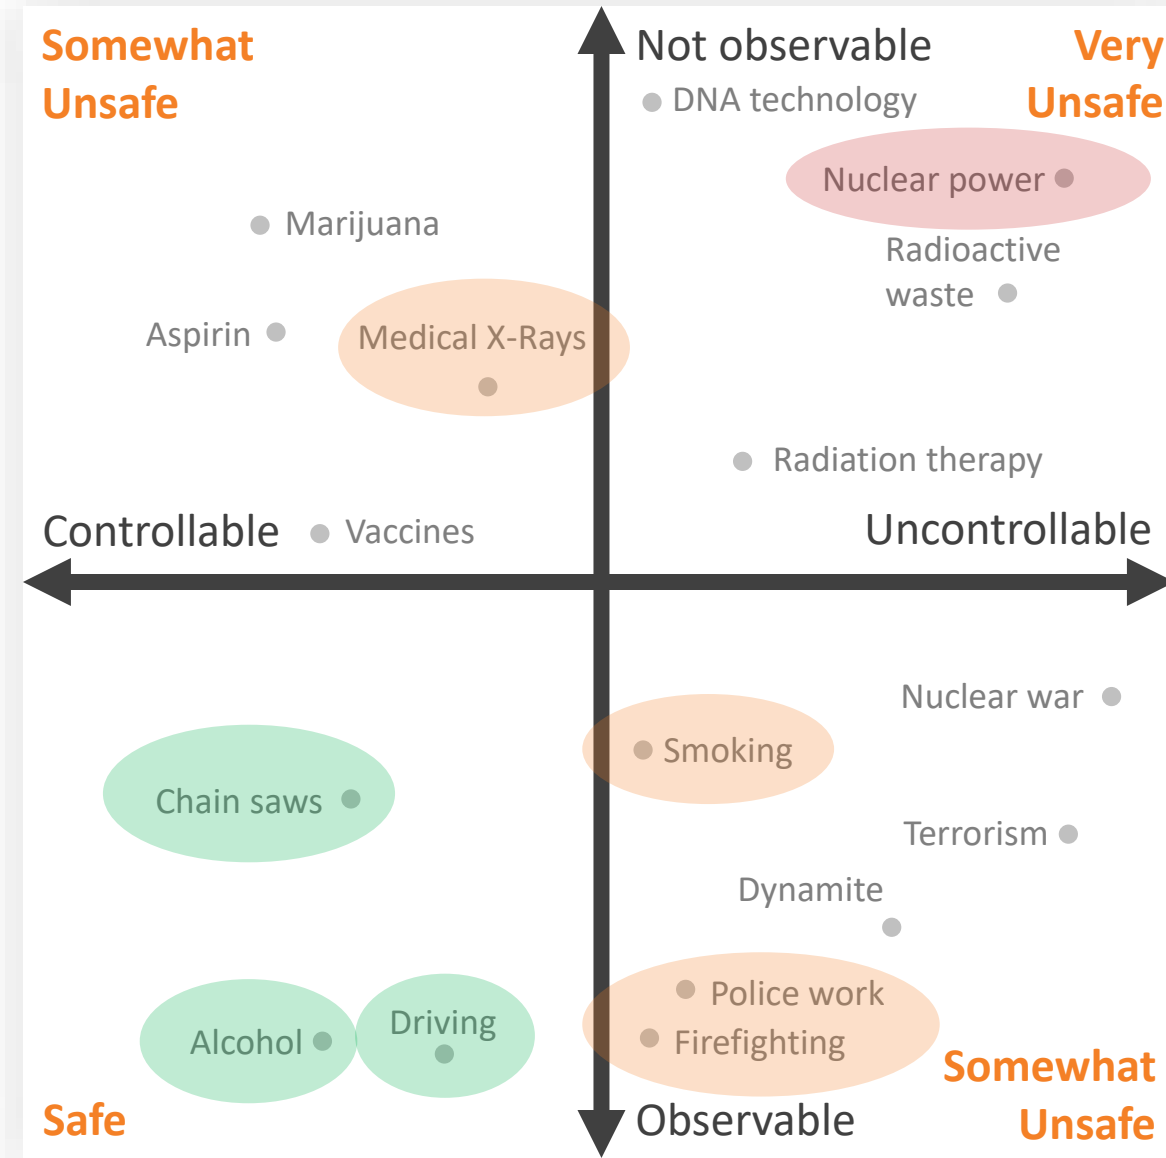 Somewhat
Unsafe
Not observable
Very
Unsafe
DNA technology
Nuclear power
Marijuana
Radioactive
waste
Aspirin
Medical X-Rays
Radiation therapy
Controllable
Vaccines
Uncontrollable
Nuclear war
Smoking
Chain saws
Terrorism
Dynamite
Police work
Driving
Alcohol
Firefighting
Somewhat
Unsafe
Safe
Observable